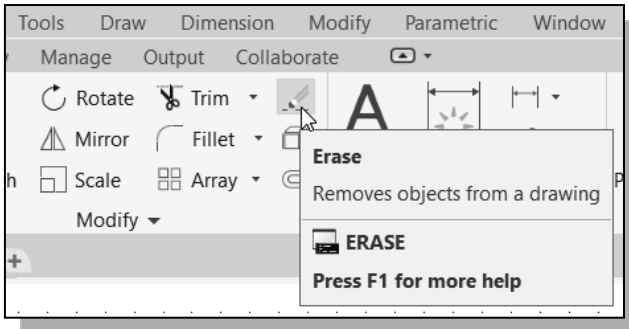 Tools Draw Dimension Modify Parametric Window
Manage Output Collaborate
Rotate Trim
Mirror Fillet
h Scale Array
Modify
A
Erase
Removes objects from a drawing
ERASE
Press F1 for more help
P